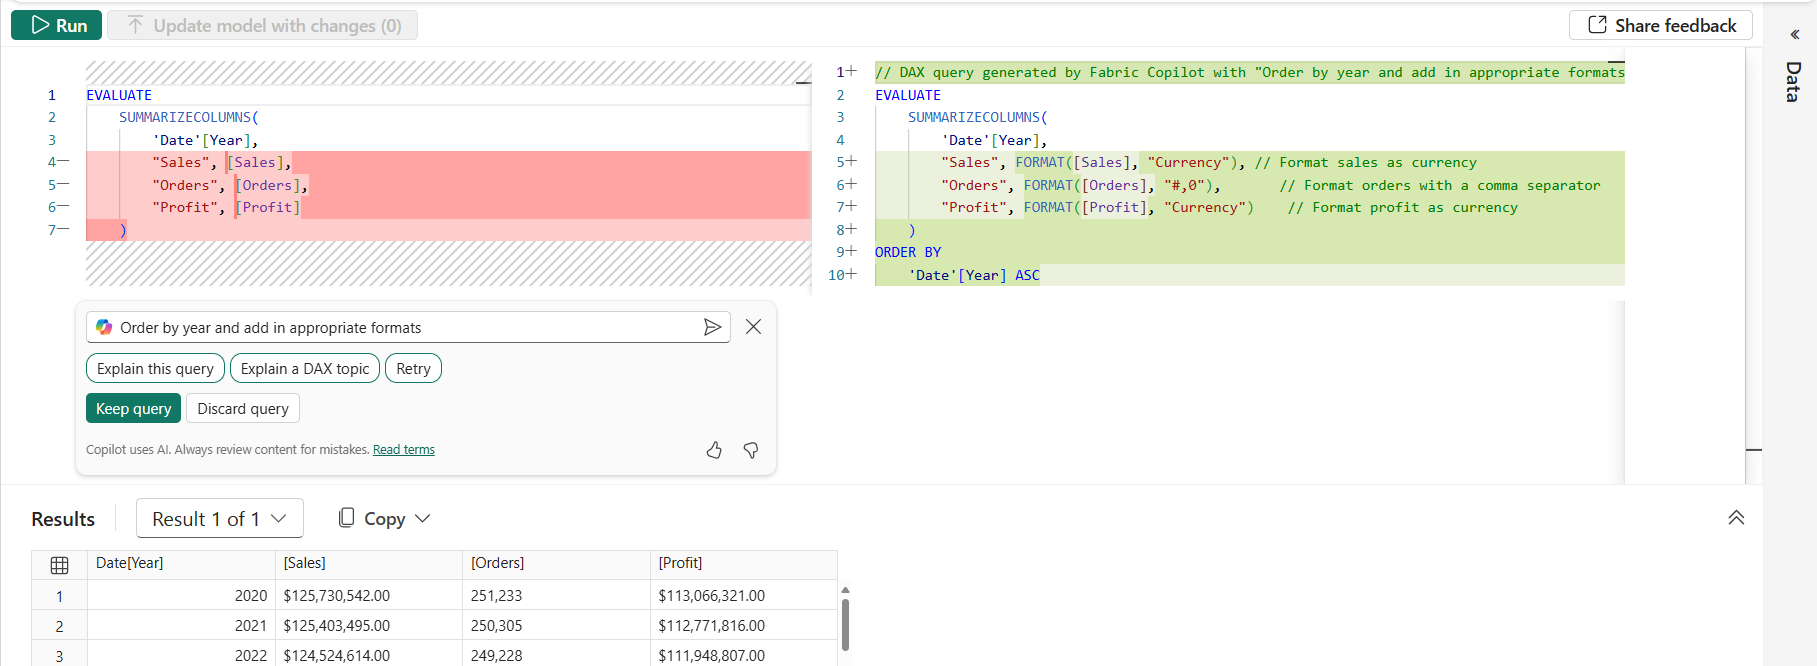 Run
Update model with changes (0)
Share feedback
Data
1 EVALUATE
2 SUMMARIZECOLUMNS(
3 'Date'[Year],
4— "Sales", [Sales],
5— "Orders", [Orders],
6— "Profit", [Profit]
7— )
1+ // DAX query generated by Fabric Copilot with "Order by year and add in appropriate formats
2 EVALUATE
3 SUMMARIZECOLUMNS(
4 'Date'[Year],
5+ "Sales", FORMAT([Sales], "Currency"), // Format sales as currency
6+ "Orders", FORMAT([Orders], "#,0"), // Format orders with a comma separator
7+ "Profit", FORMAT([Profit], "Currency") // Format profit as currency
8+ )
9+ ORDER BY
10+ 'Date'[Year] ASC
Order by year and add in appropriate formats
Explain this query Explain a DAX topic Retry
Keep query Discard query
Copilot uses AI. Always review content for mistakes. Read terms
Results Result 1 of 1 Copy
Date[Year] [Sales] [Orders] [Profit]
1 2020 $125,730,542.00 251,233 $113,066,321.00
2 2021 $125,403,495.00 250,305 $112,771,816.00
3 2022 $124,524,614.00 249,228 $111,948,807.00